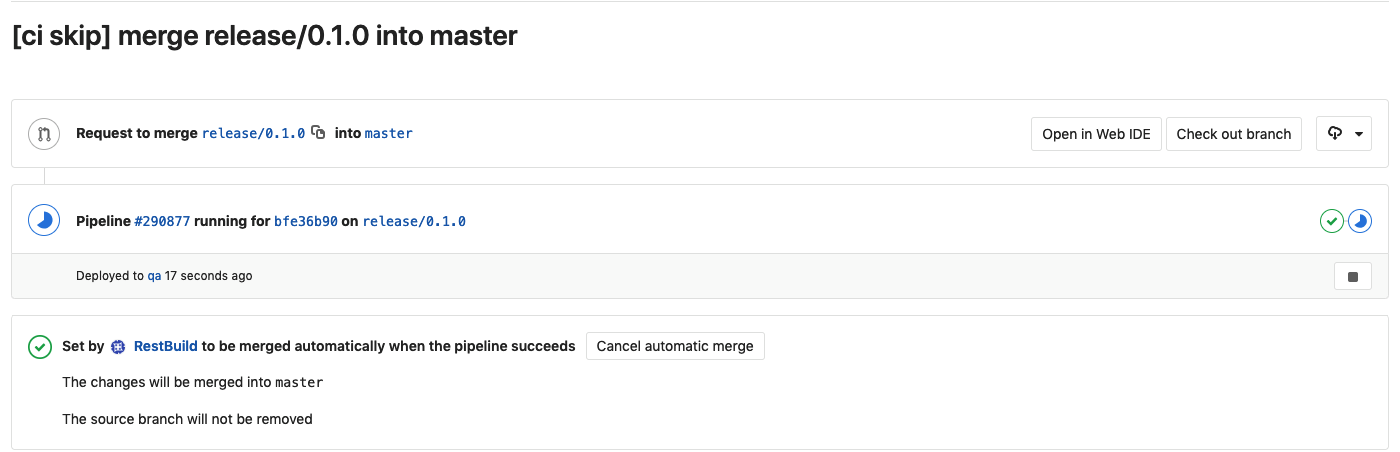 [ci skip] merge release/0.1.0 into master
Request to merge release/0.1.0 into master
Open in Web IDE
Check out branch
Pipeline #290877 running for bfe36b90 on release/0.1.0
Deployed to qa 17 seconds ago
Set by RestBuild to be merged automatically when the pipeline succeeds
Cancel automatic merge
The changes will be merged into master
The source branch will not be removed